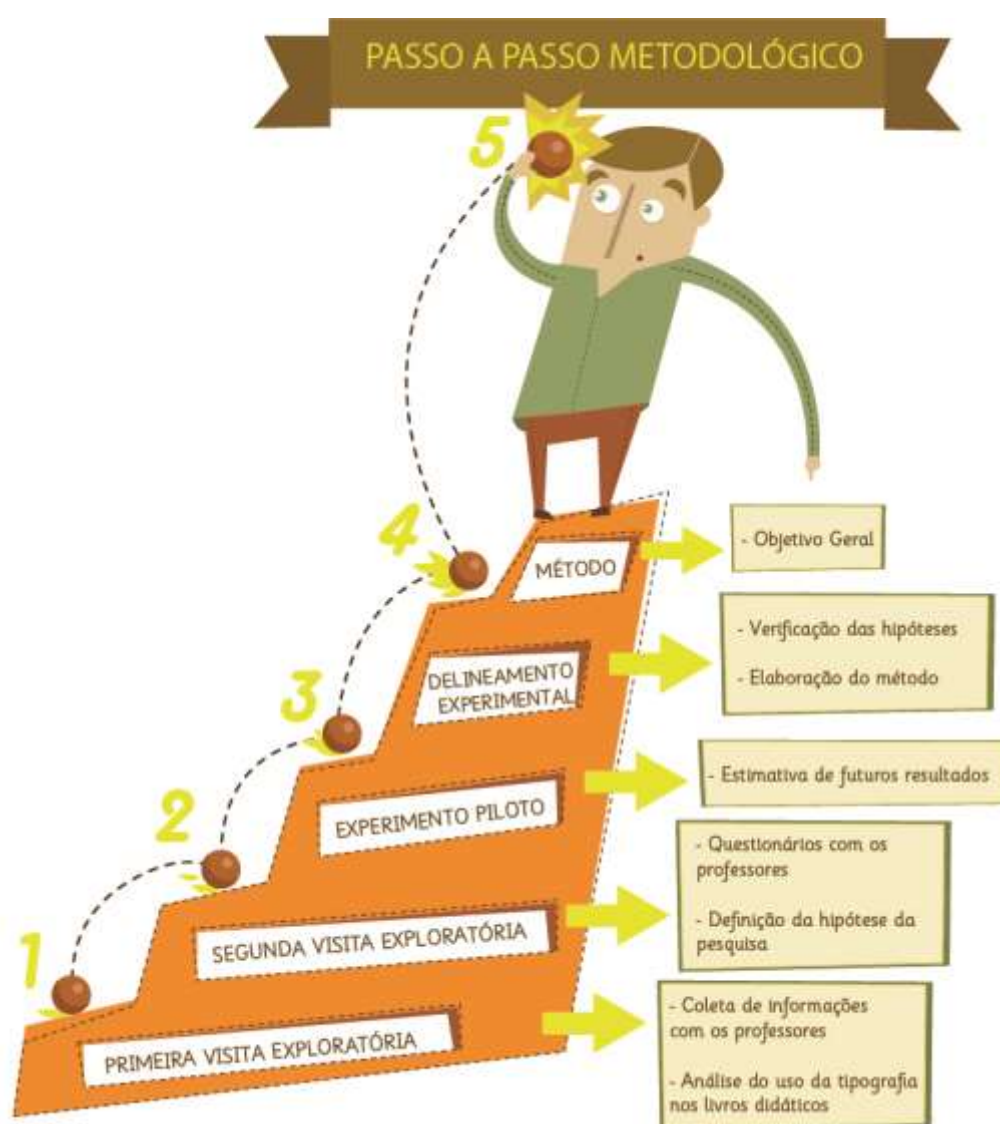 PASSO A PASSO METODOLÓGICO
5
4
MÉTODO
- Objetivo Geral
3
DELINEAMENTO
EXPERIMENTAL
- Verificação das hipóteses
- Elaboração do método
2
EXPERIMENTO PILOTO
- Estimativa de futuros resultados
1
SEGUNDA VISITA EXPLORATÓRIA
- Questionários com os
professores
- Definição da hipótese da
pesquisa
PRIMEIRA VISITA EXPLORATÓRIA
- Coleta de informações
com os professores
- Análise do uso da tipografia
nos livros didáticos